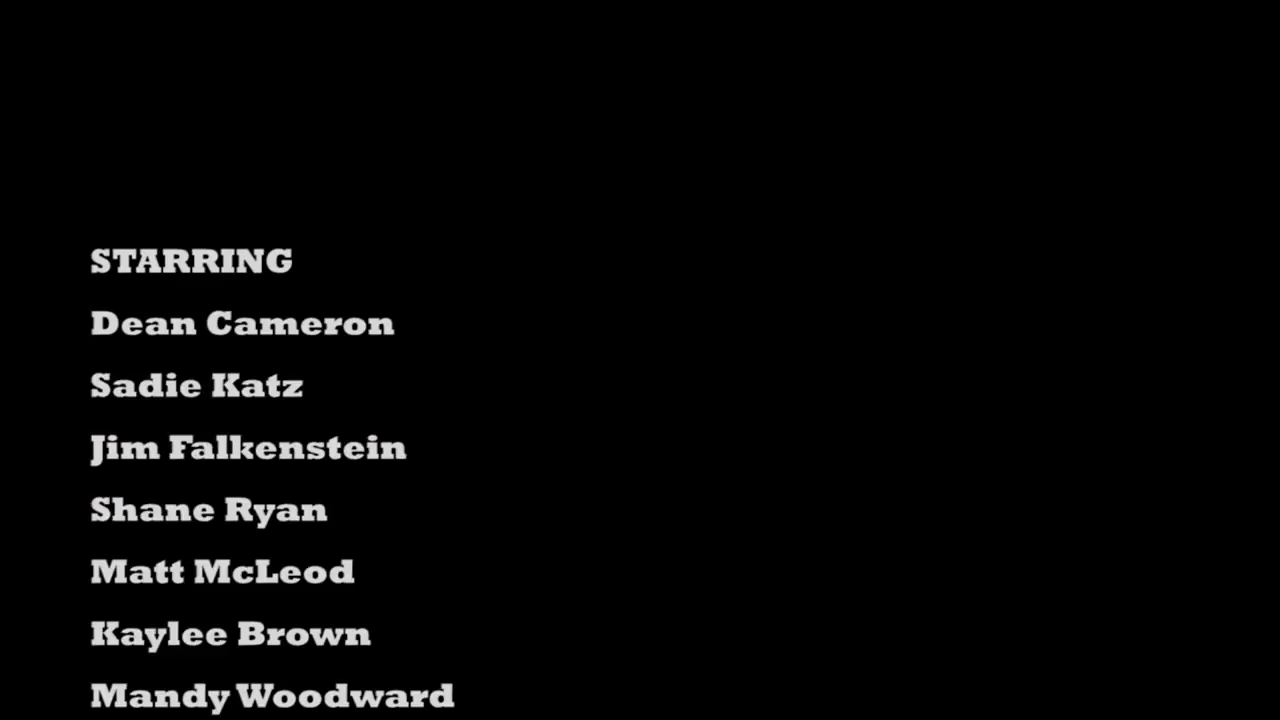 STARRING
Dean Cameron
Sadie Katz
Jim Falkenstein
Shane Ryan
Matt McLeod
Kaylee Brown
Mandy Woodward